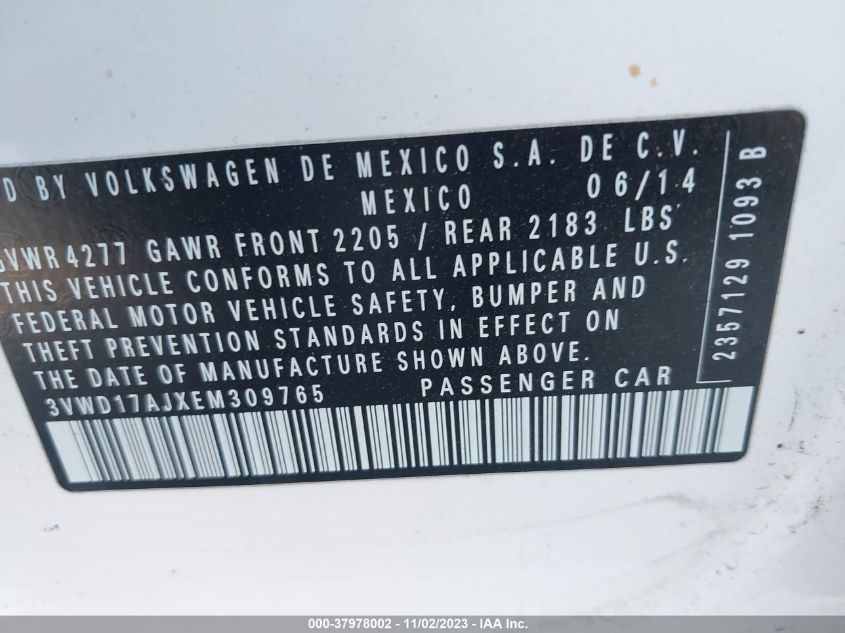 D BY VOLKSWAGEN DE MEXICO S.A. DE C.V.
MEXICO 06/14
GVWR 4277 GAWR FRONT 2205 / REAR 2183 LBS
THIS VEHICLE CONFORMS TO ALL APPLICABLE U.S.
FEDERAL MOTOR VEHICLE SAFETY, BUMPER AND
THEFT PREVENTION STANDARDS IN EFFECT ON
THE DATE OF MANUFACTURE SHOWN ABOVE.
3VWD17AJXEM309765 PASSENGER CAR
2357129 1093 B
000-37978002 - 11/02/2023 - IAA Inc.